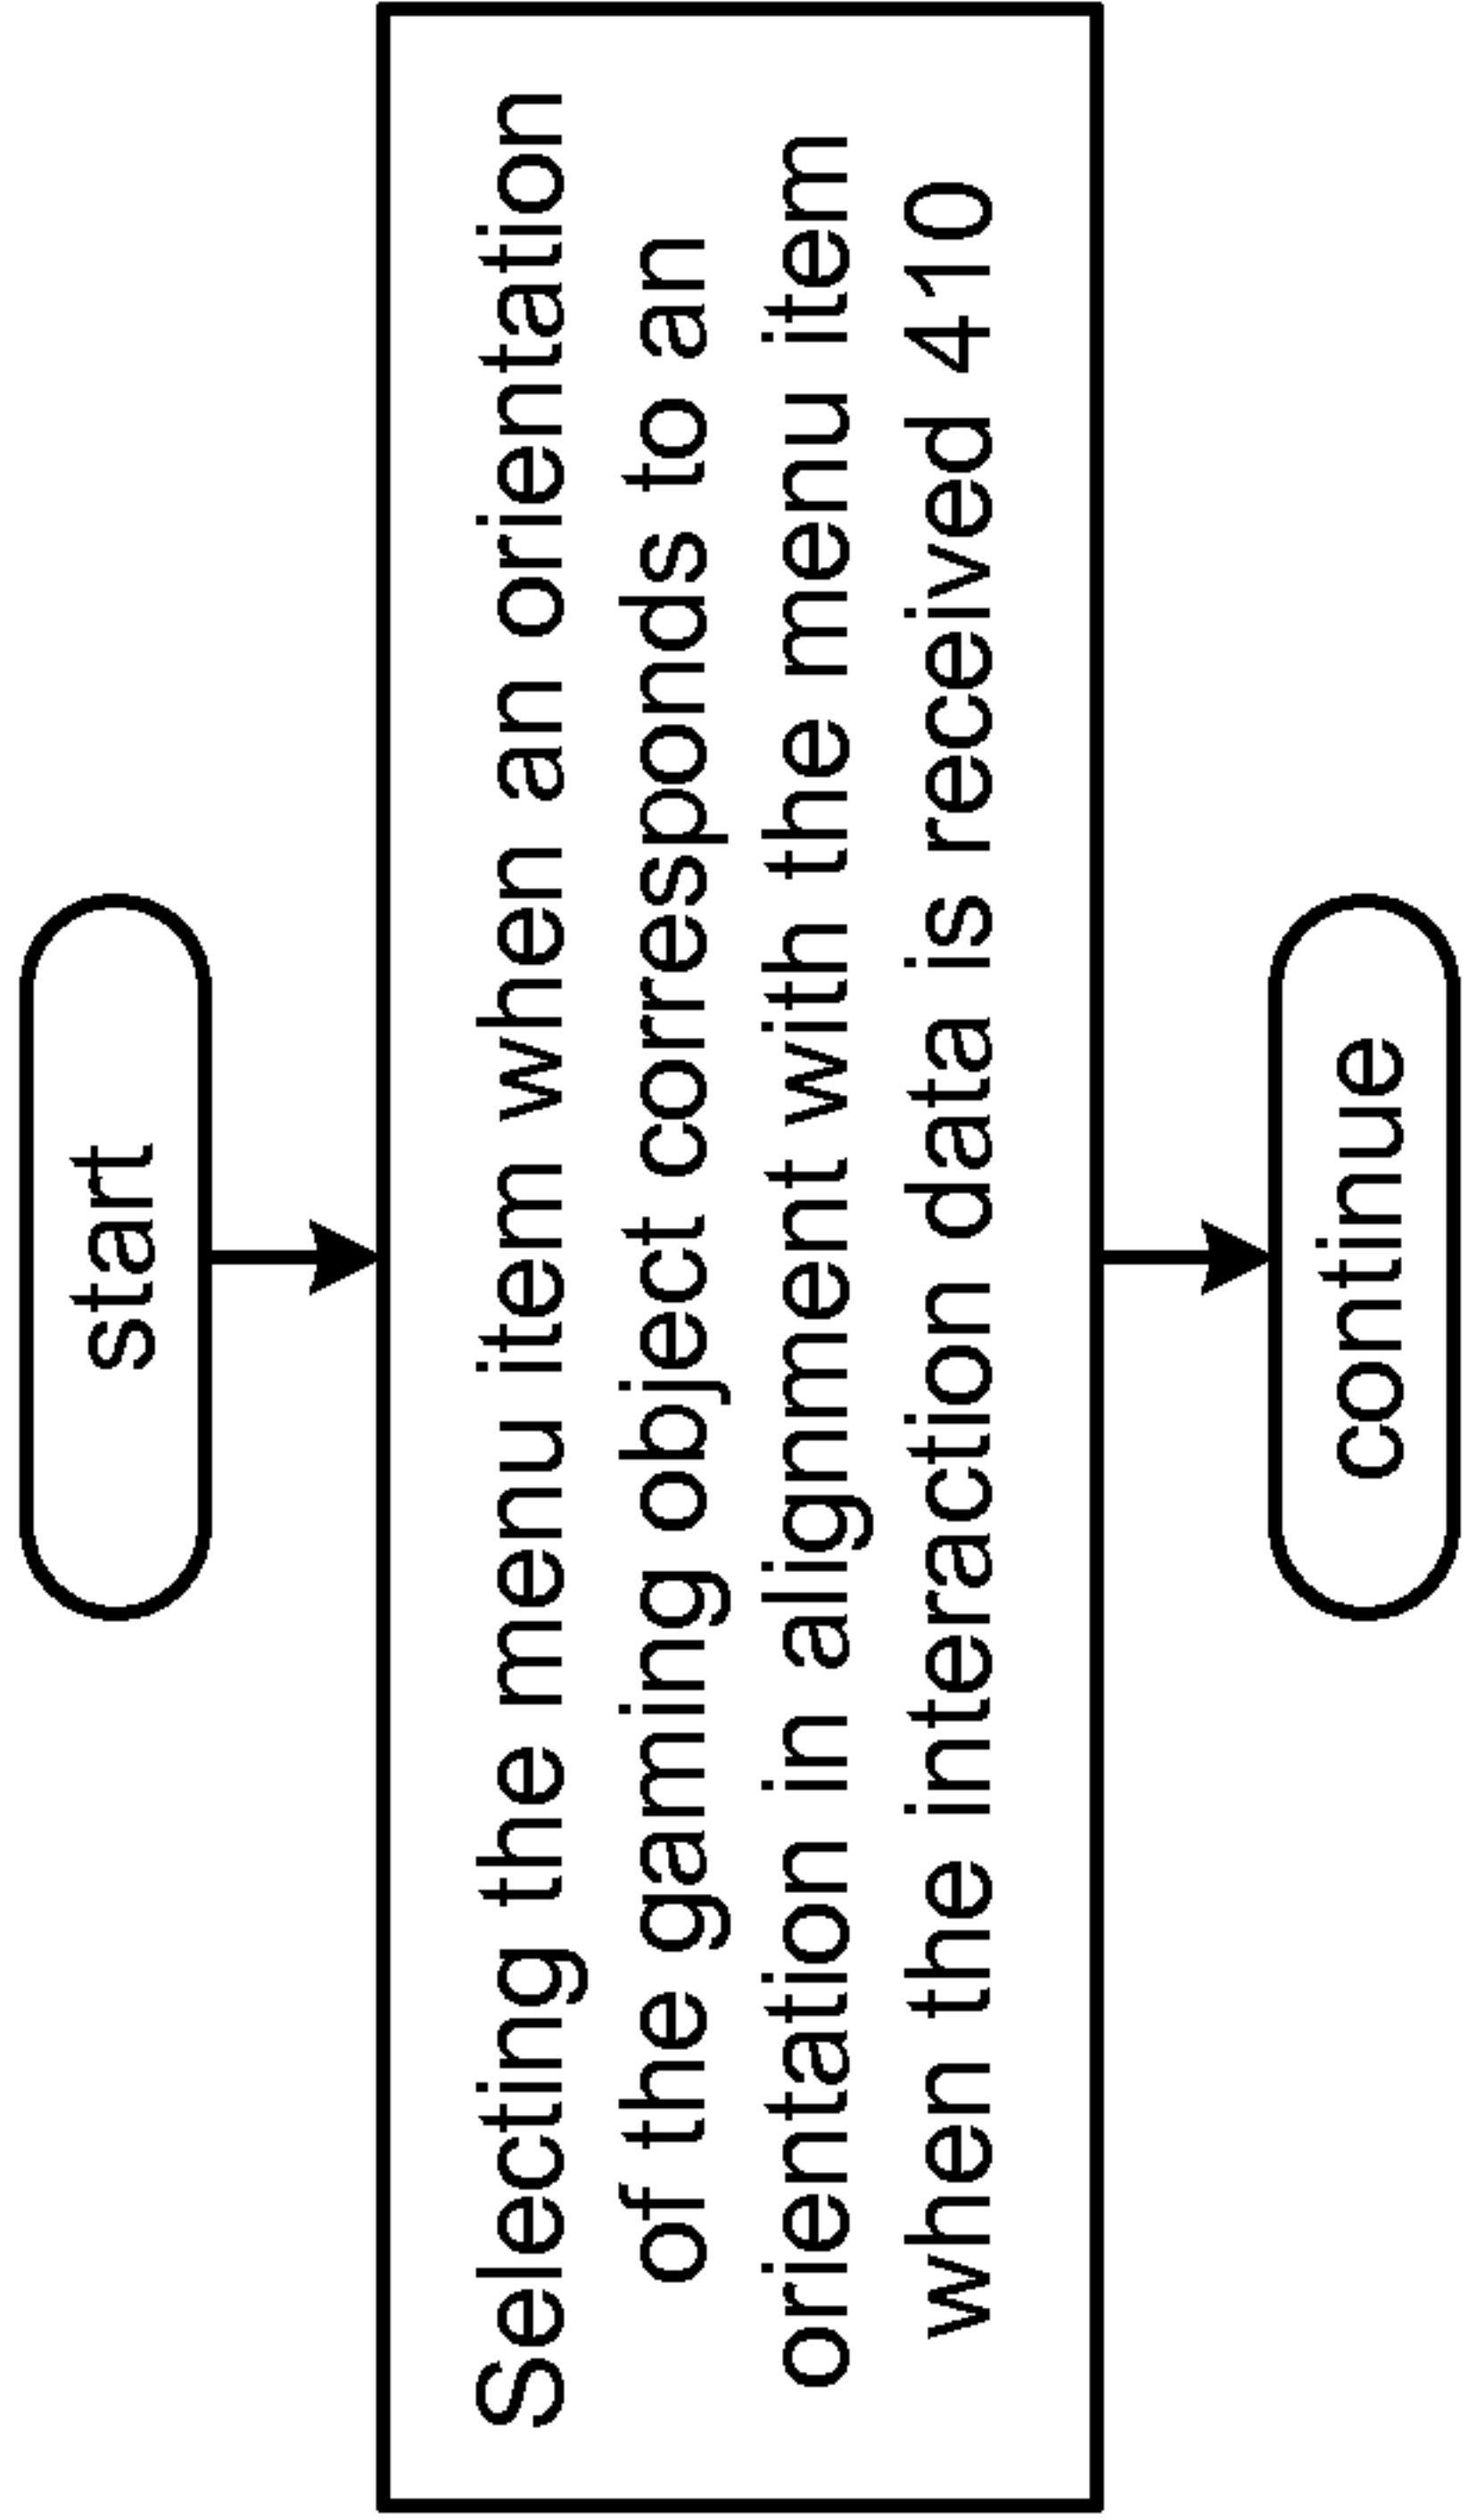 start
Selecting the menu item when an orientation
of the gaming object corresponds to an
orientation in alignment with the menu item
when the interaction data is received 410
continue